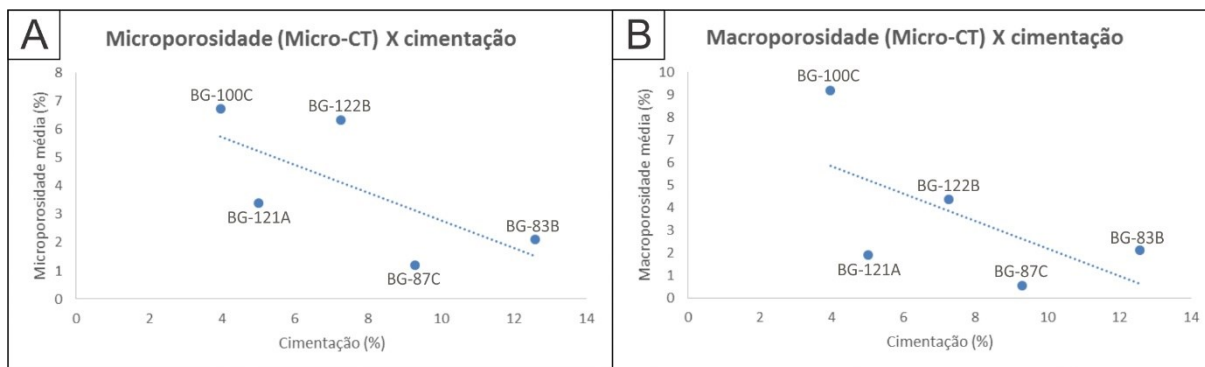 A
Microporosidade (Micro-CT) X cimentação
Microporosidade média (%)
8
7
6
5
4
3
2
1
0
BG-100C
BG-122B
BG-121A
BG-83B
BG-87C
0 2 4 6 8 10 12 14
Cimentação (%)
B
Macroporosidade (Micro-CT) X cimentação
Macroporosidade média (%)
10
9
8
7
6
5
4
3
2
1
0
BG-100C
BG-122B
BG-121A
BG-83B
BG-87C
0 2 4 6 8 10 12 14
Cimentação (%)